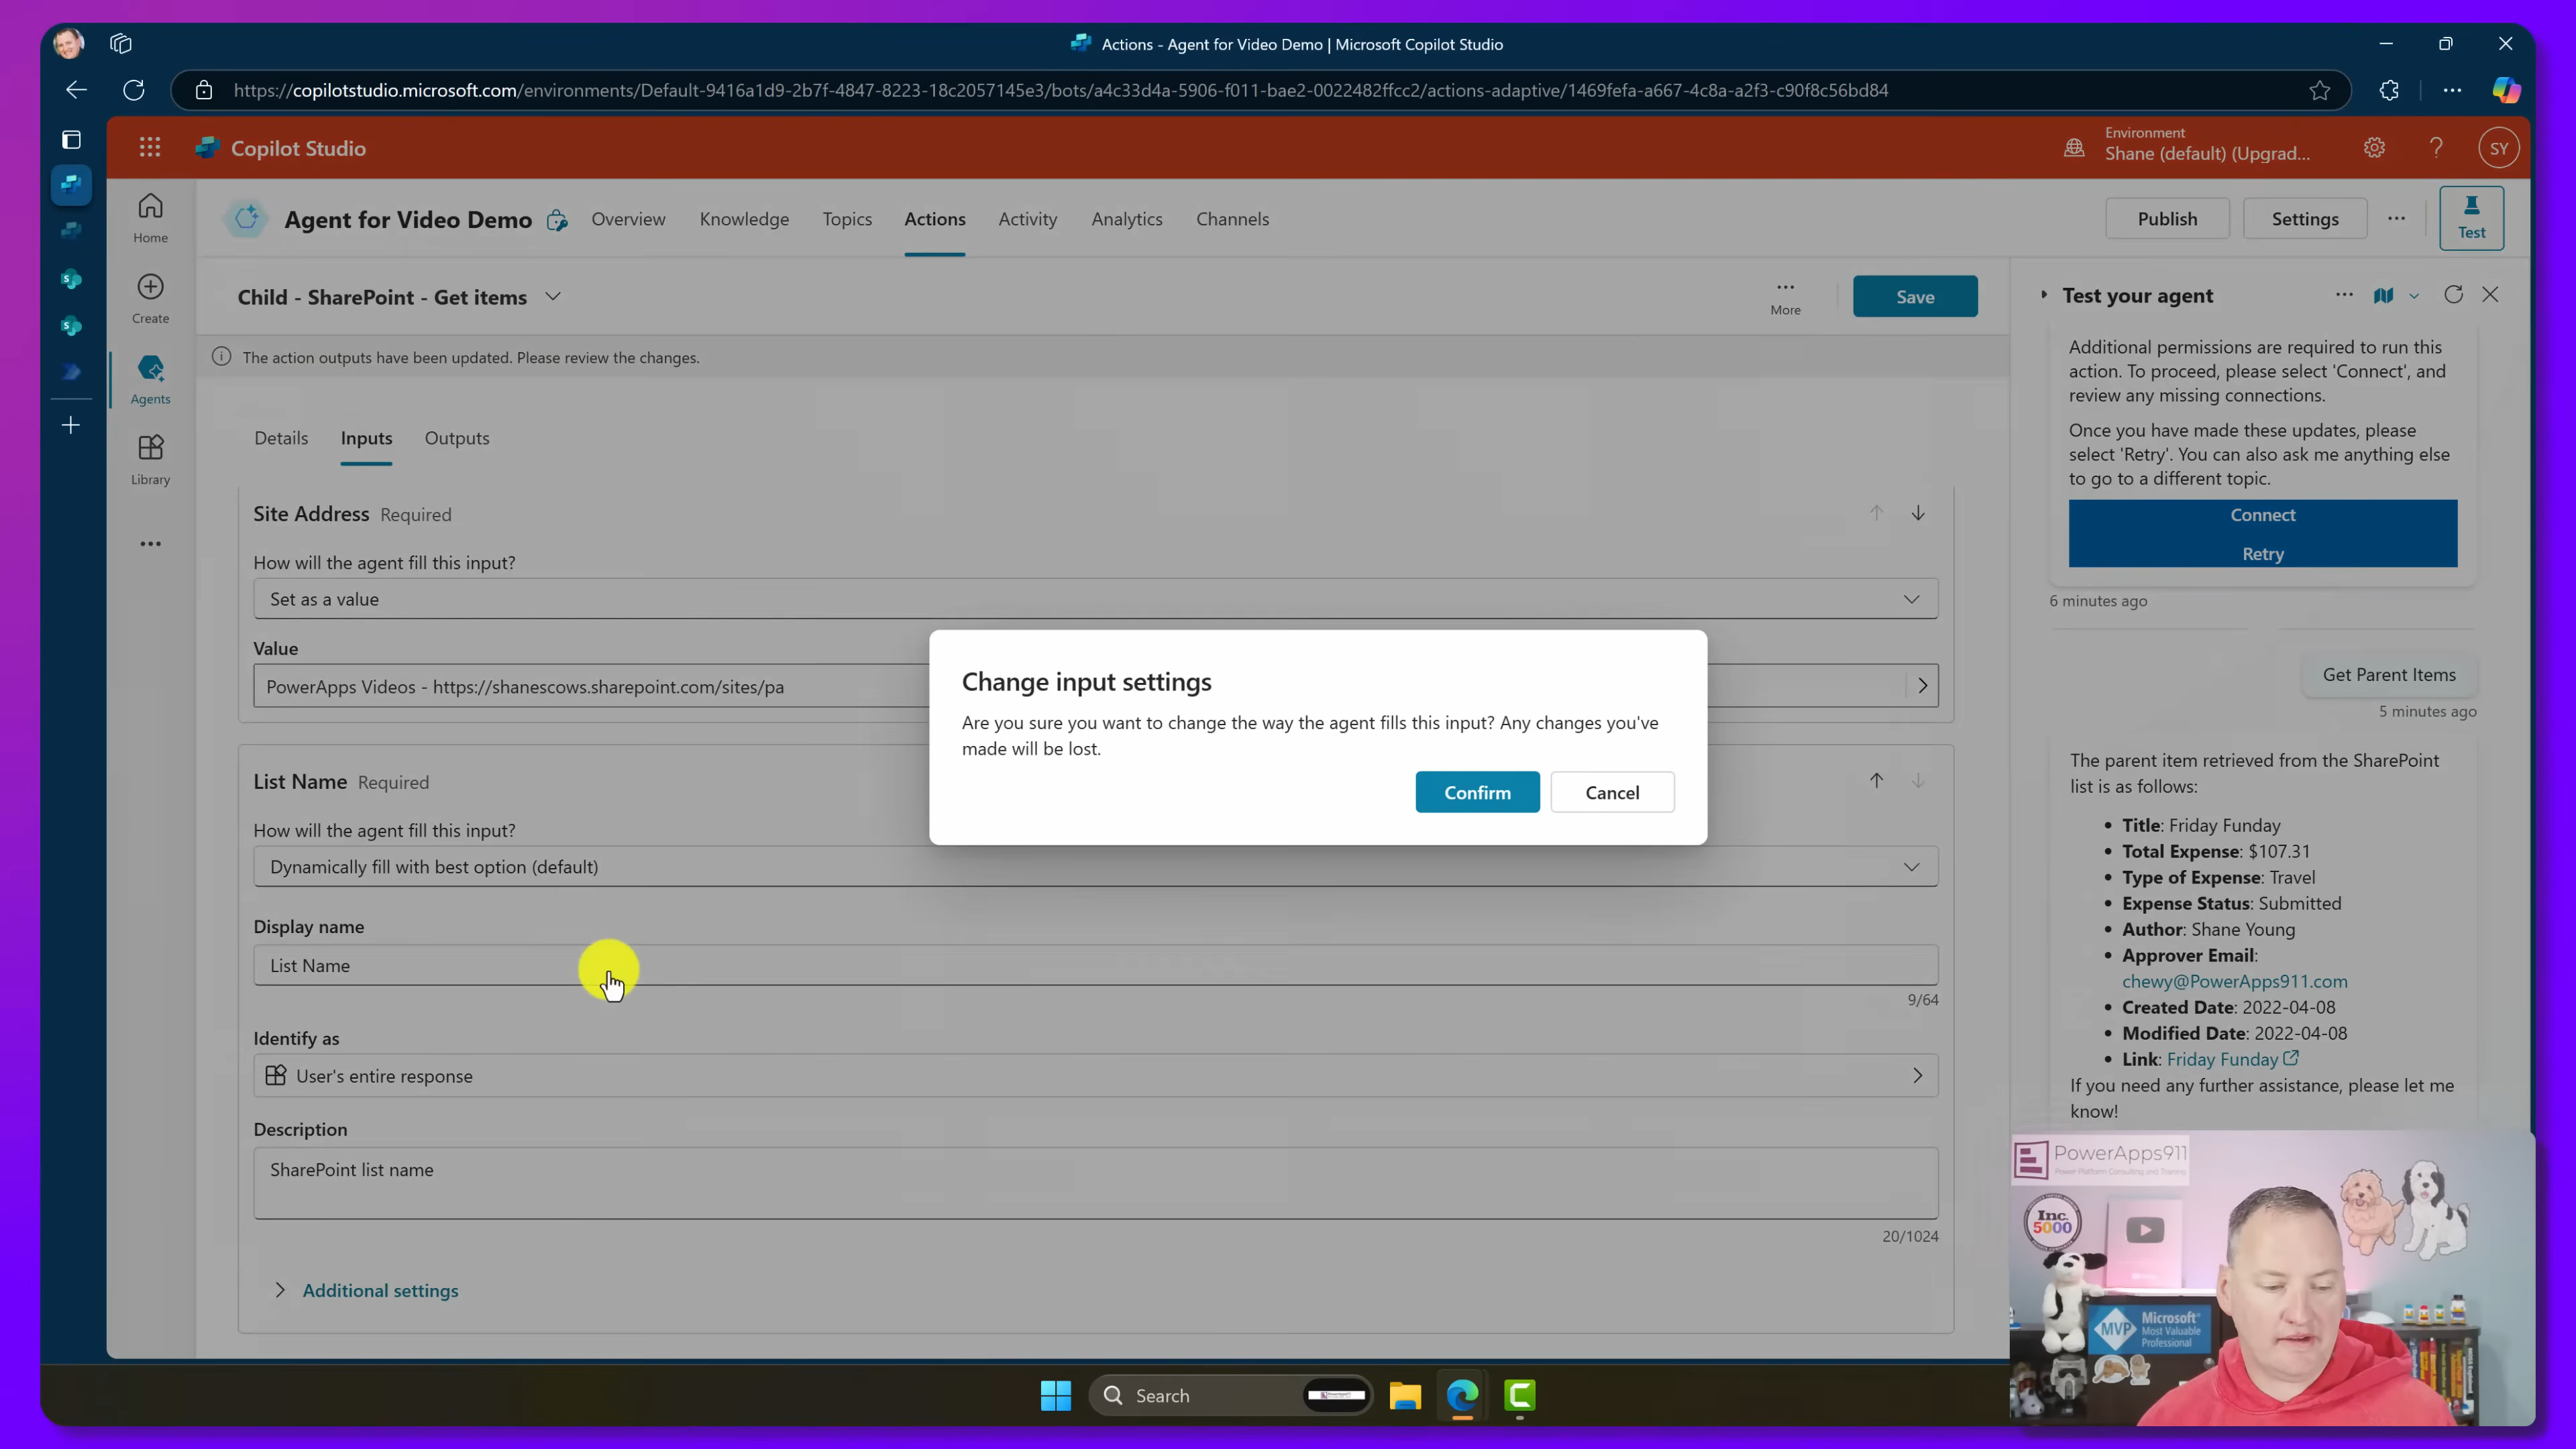 Actions - Agent for Video Demo | Microsoft Copilot Studio
https://copilotstudio.microsoft.com/environments/Default-9416a1d9-2b7f-4847-8223-18c2057145e3/bots/a4c33d4a-5906-f011-bae2-0022482ffcc2/actions-adaptive/1469fefa-a667-4c8a-a2f3-c90f8c56bd84
Copilot Studio
Environment
Shane (default) (Upgrad...
SY
Home
Create
Agents
Library
Agent for Video Demo
Overview
Knowledge
Topics
Actions
Activity
Analytics
Channels
Publish
Settings
Test
Child - SharePoint - Get items
More
Save
The action outputs have been updated. Please review the changes.
Details
Inputs
Outputs
Site Address Required
How will the agent fill this input?
Set as a value
Value
PowerApps Videos - https://shanescows.sharepoint.com/sites/pa
List Name Required
How will the agent fill this input?
Dynamically fill with best option (default)
Display name
List Name
9/64
Identify as
User's entire response
Description
SharePoint list name
20/1024
Additional settings
Change input settings
Are you sure you want to change the way the agent fills this input? Any changes you've
made will be lost.
Confirm
Cancel
Test your agent
Additional permissions are required to run this
action. To proceed, please select 'Connect', and
review any missing connections.
Once you have made these updates, please
select 'Retry'. You can also ask me anything else
to go to a different topic.
Connect
Retry
6 minutes ago
Get Parent Items
5 minutes ago
The parent item retrieved from the SharePoint
list is as follows:
• Title: Friday Funday
• Total Expense: $107.31
• Type of Expense: Travel
• Expense Status: Submitted
• Author: Shane Young
• Approver Email:
chewy@PowerApps911.com
• Created Date: 2022-04-08
• Modified Date: 2022-04-08
• Link: Friday Funday
If you need any further assistance, please let me
know!
PowerApps911
Power Platform Consulting and Training
Inc.
5000
MVP
Microsoft
Most Valuable
Professional
Search